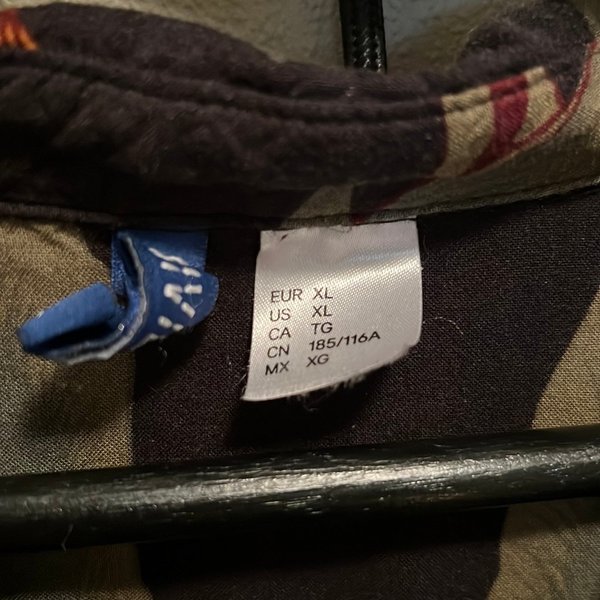 EUR XL
US XL
CA TG
CN 185/116A
MX XG